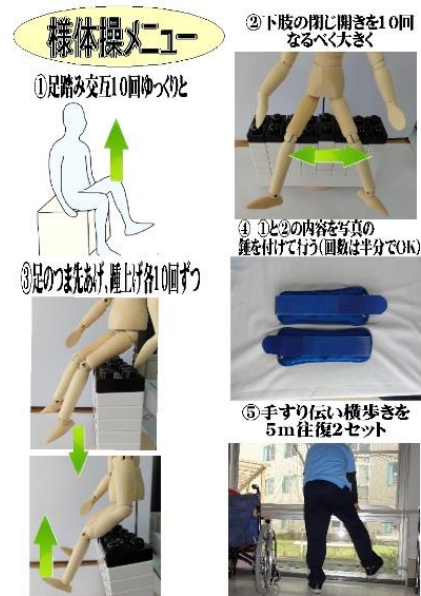 様体操メニュー
①足踏み交互10回ゆっくりと
②下肢の閉じ開きを10回
なるべく大きく
③足のつま先あげ、踵上げ各10回ずつ
④ ①と②の内容を写真の
錘を付けて行う(回数は半分でOK)
⑤手すり伝い横歩きを
5m往復2セット